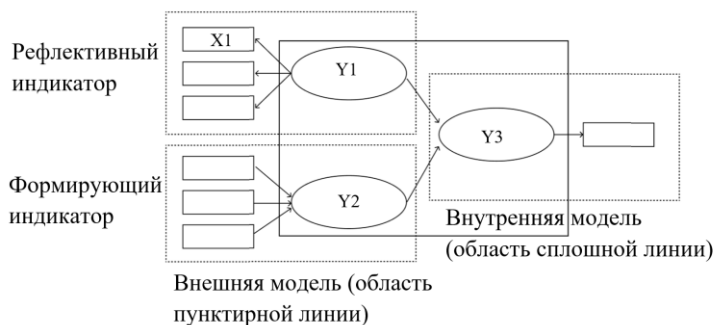 Рефлективный
индикатор
X1
Y1
Y3
Формирующий
индикатор
Y2
Внутренняя модель
(область сплошной линии)
Внешняя модель (область
пунктирной линии)